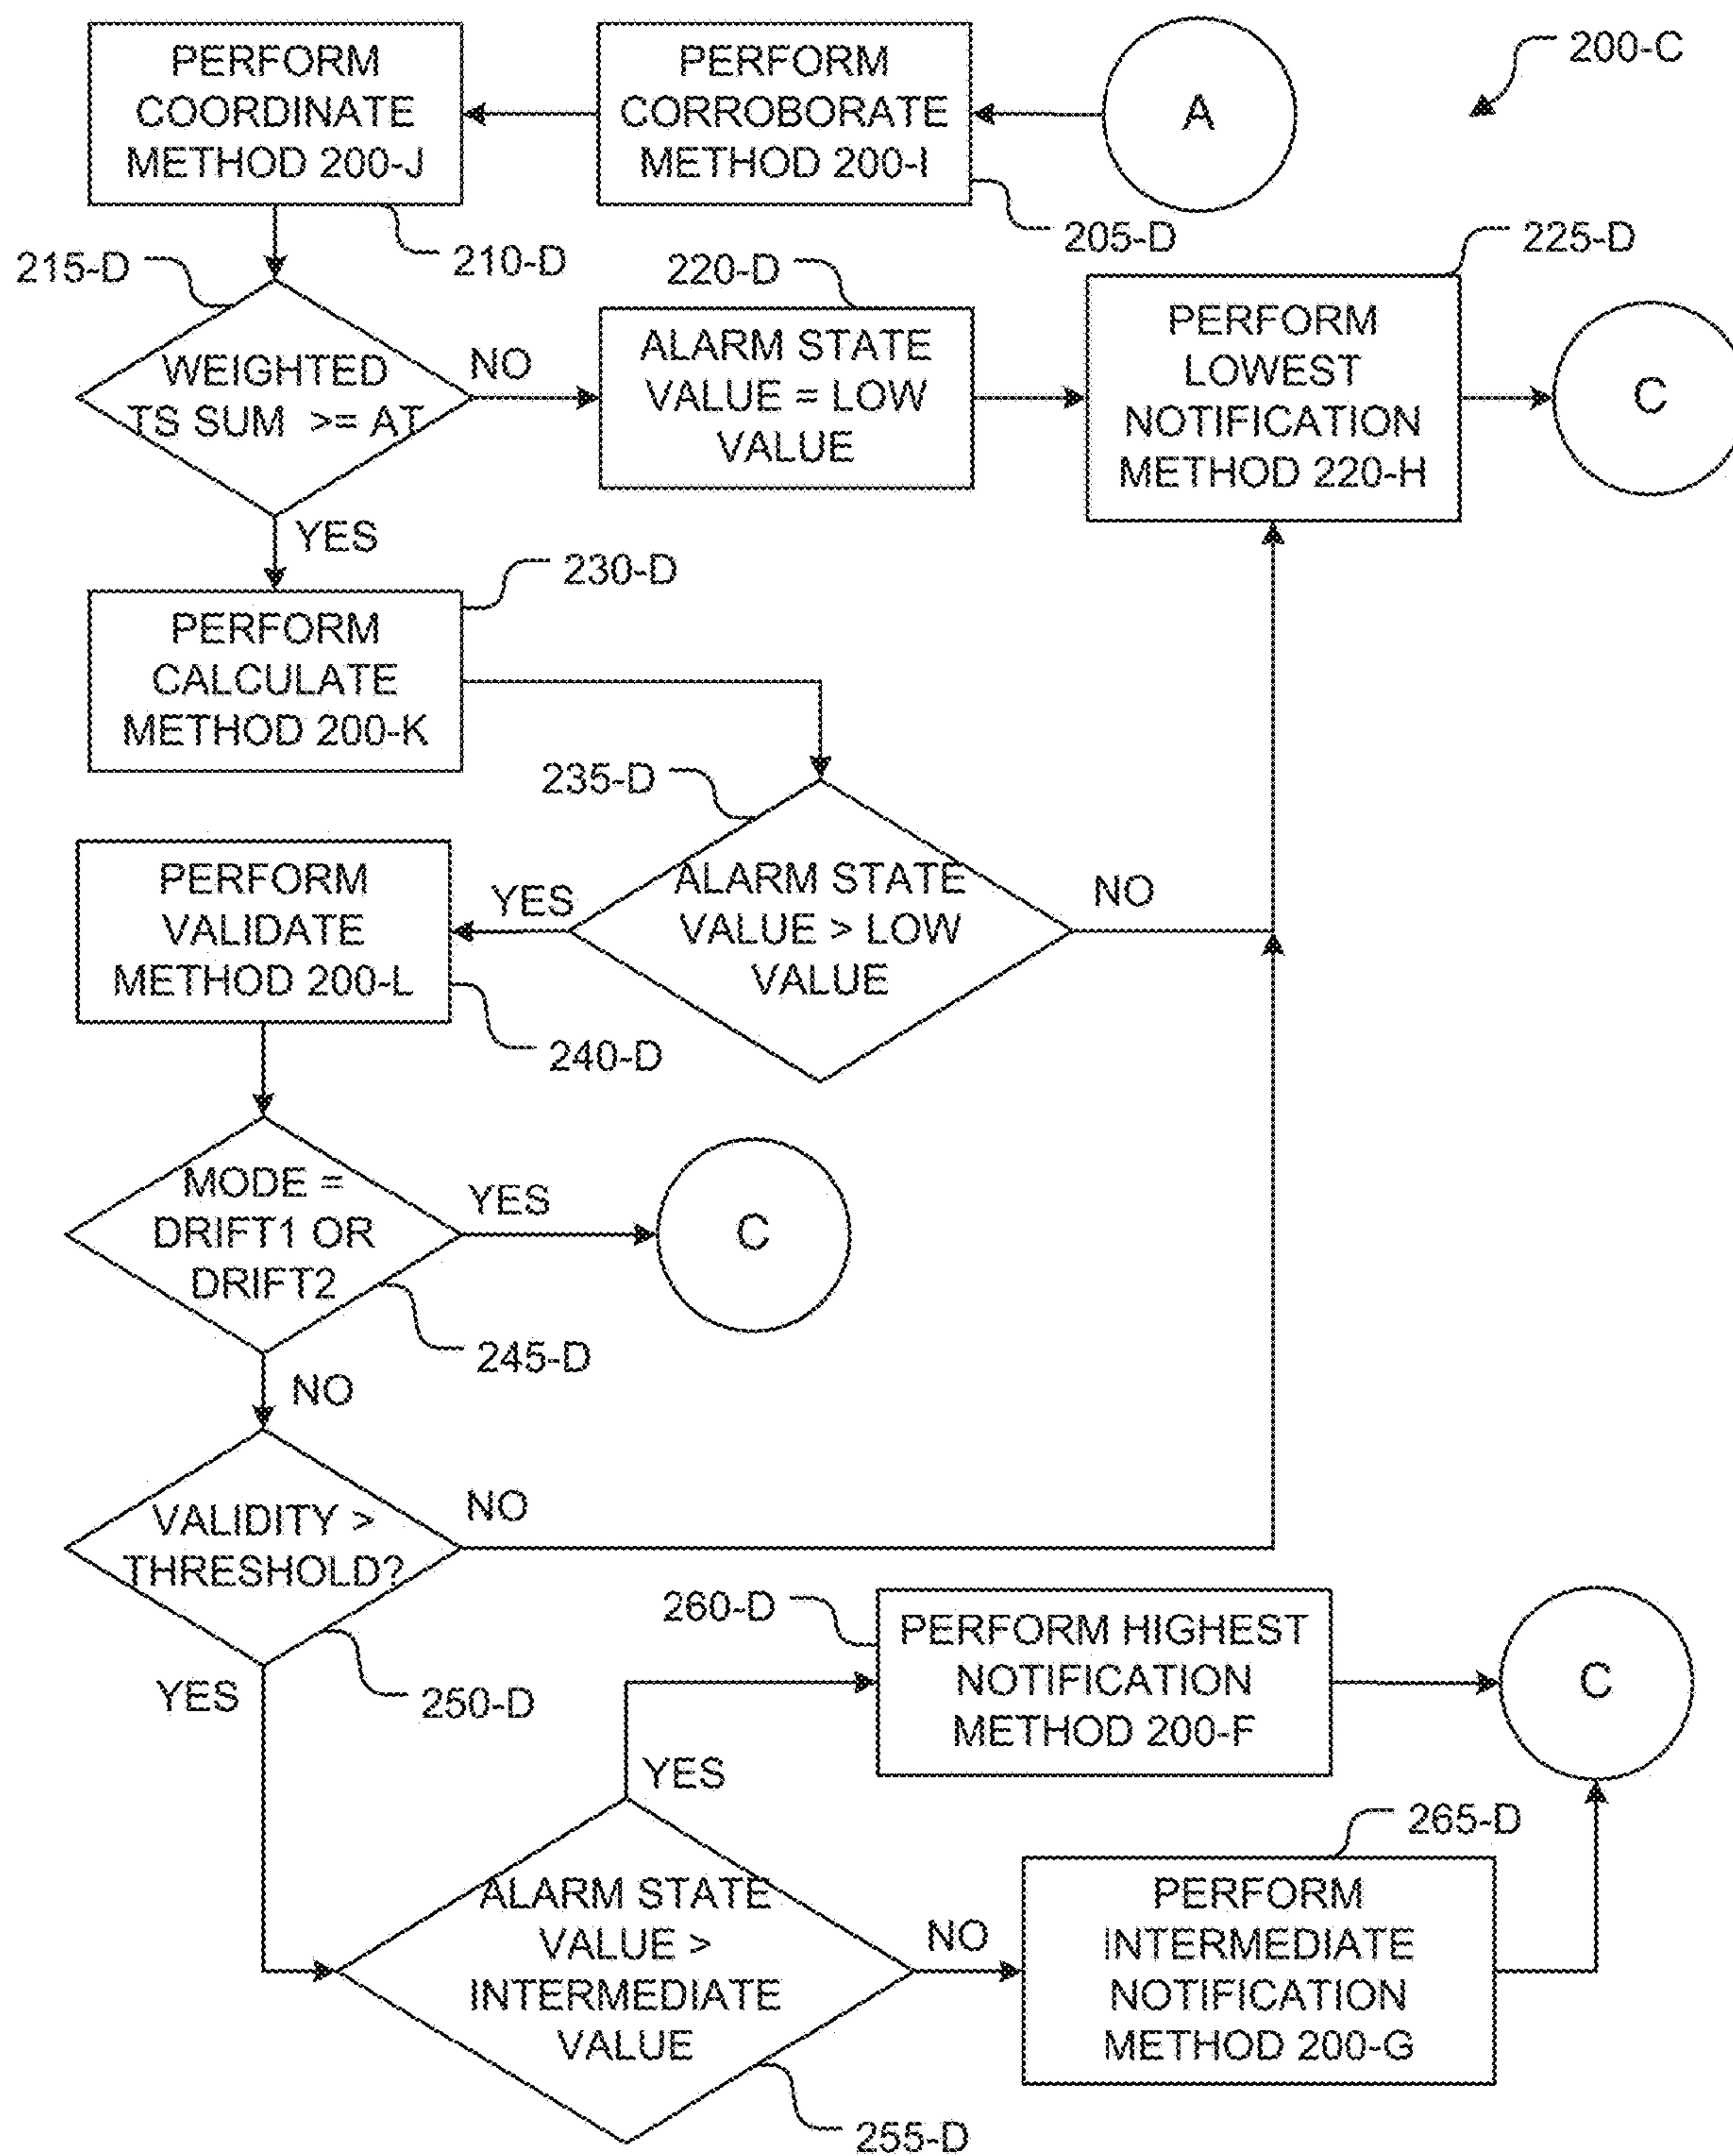 PERFORM
COORDINATE
METHOD 200-J
PERFORM
CORROBORATE
METHOD 200-I
A
200-C
205-D
210-D
215-D
WEIGHTED
TS SUM >= AT
NO
YES
220-D
ALARM STATE
VALUE = LOW
VALUE
225-D
PERFORM
LOWEST
NOTIFICATION
METHOD 220-H
C
230-D
PERFORM
CALCULATE
METHOD 200-K
235-D
ALARM STATE
VALUE > LOW
VALUE
YES
NO
PERFORM
VALIDATE
METHOD 200-L
240-D
MODE =
DRIFT1 OR
DRIFT2
YES
C
245-D
NO
VALIDITY >
THRESHOLD?
NO
YES
250-D
260-D
PERFORM HIGHEST
NOTIFICATION
METHOD 200-F
C
YES
ALARM STATE
VALUE >
INTERMEDIATE
VALUE
NO
255-D
265-D
PERFORM
INTERMEDIATE
NOTIFICATION
METHOD 200-G